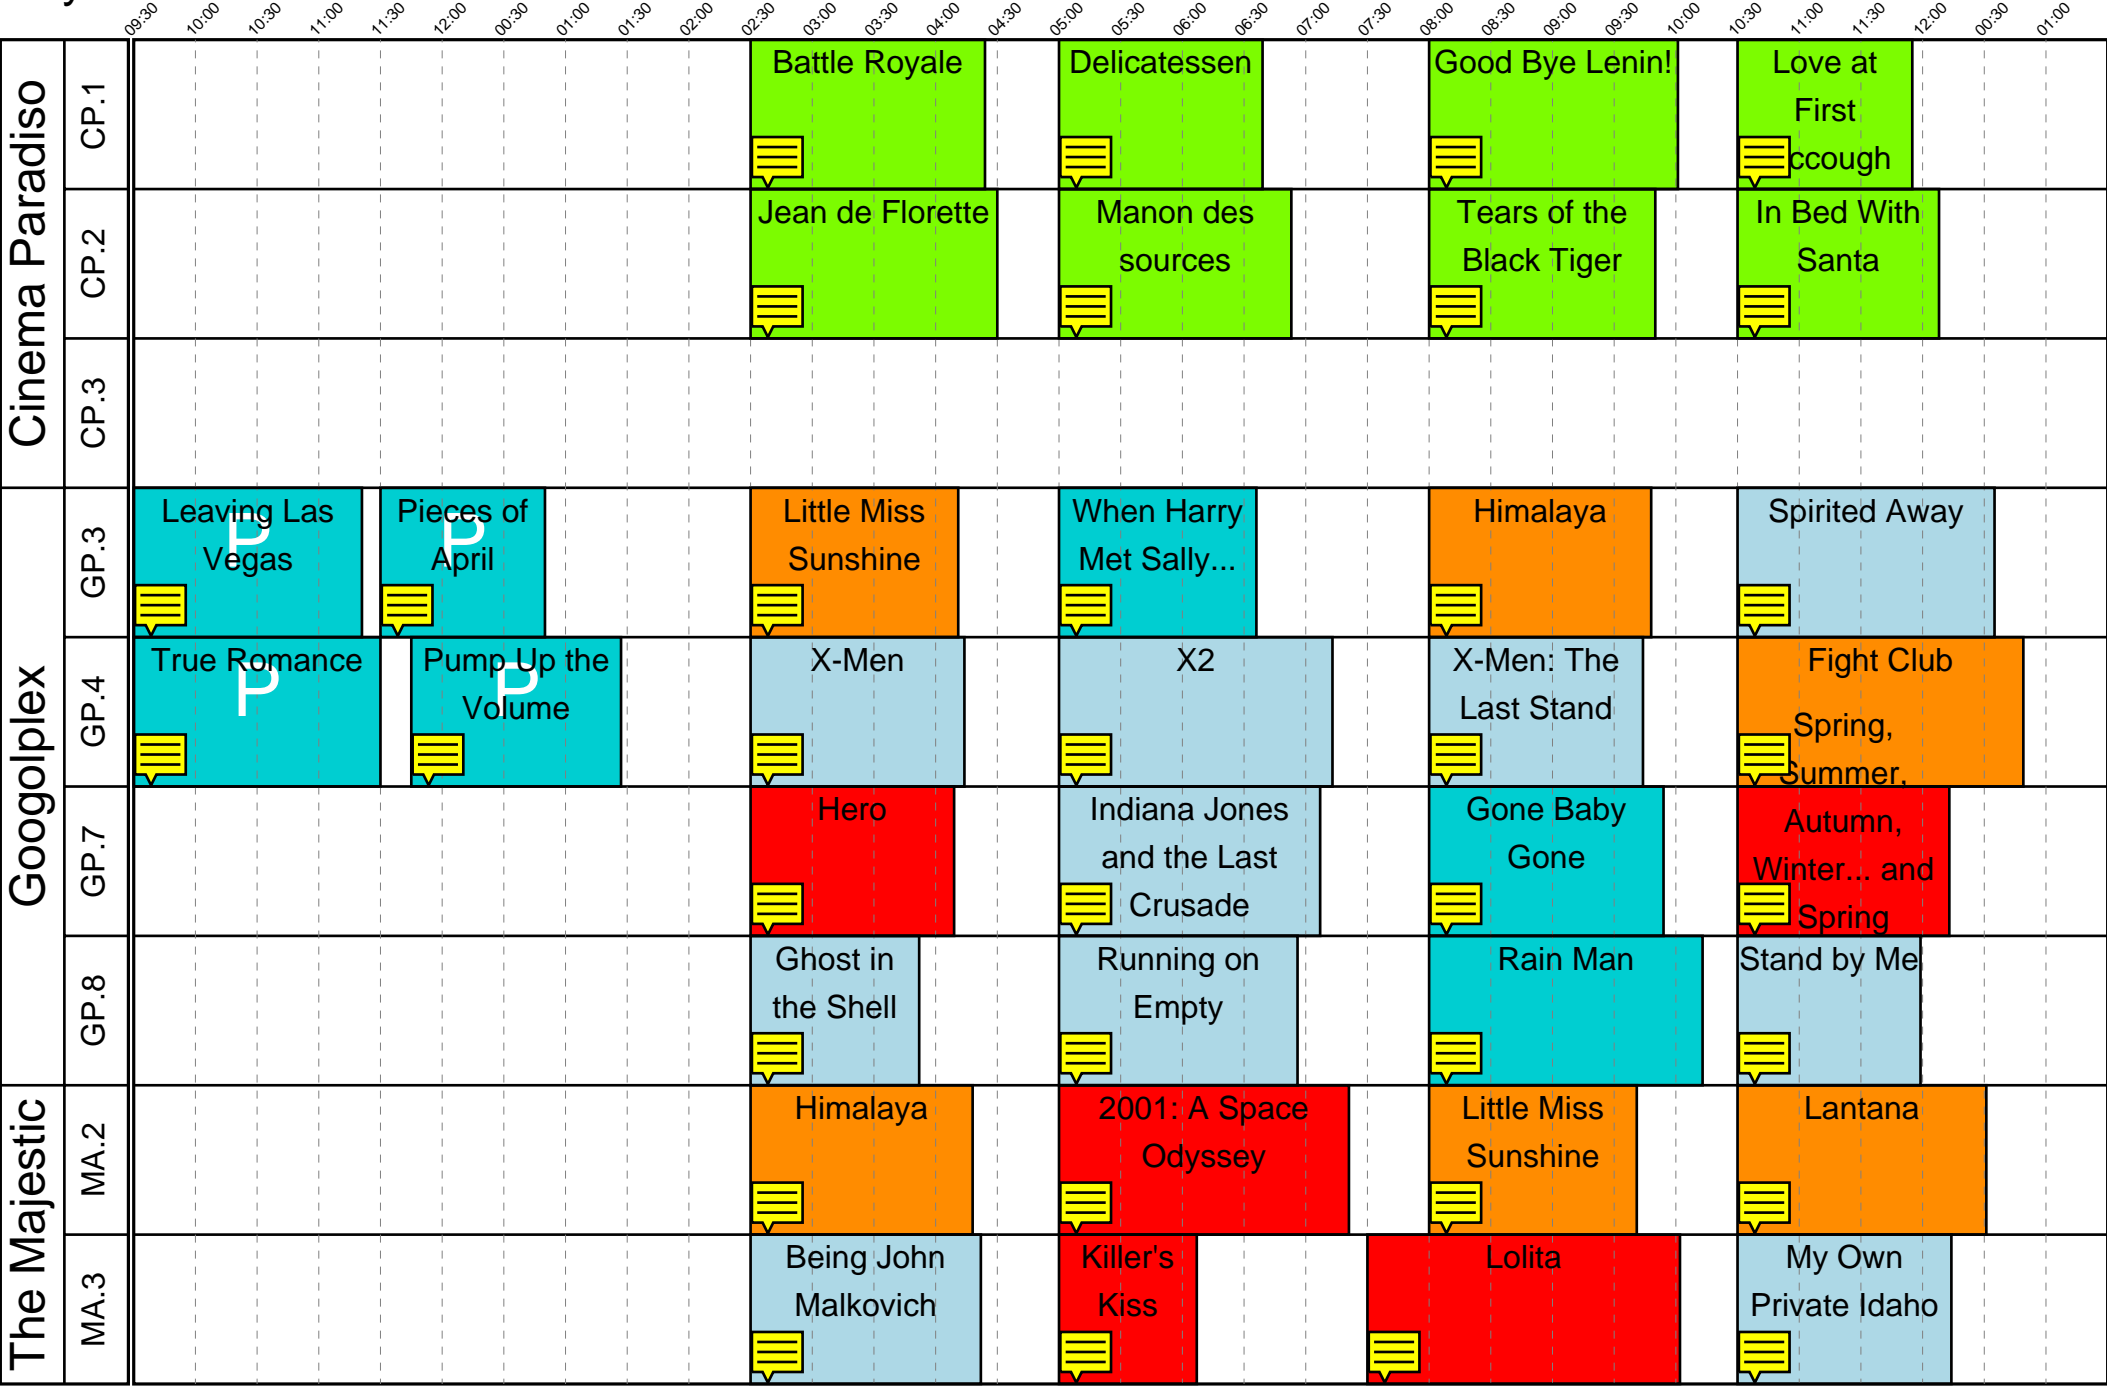 09:30 10:00 10:30 11:00 11:30 12:00 00:30 01:00 01:30 02:00 02:30 03:00 03:30 04:00 04:30 05:00 05:30 06:00 06:30 07:00 07:30 08:00 08:30 09:00 09:30 10:00 10:30 11:00 11:30 12:00 00:30 01:00
Cinema Paradiso
CP.1
Battle Royale
Delicatessen
Good Bye Lenin!
Love at
First
ccough
CP.2
Jean de Florette
Manon des
sources
Tears of the
Black Tiger
In Bed With
Santa
CP.3
Googolplex
GP.3
Leaving Las
Vegas
P
Pieces of
April
P
Little Miss
Sunshine
When Harry
Met Sally...
Himalaya
Spirited Away
GP.4
True Romance
P
Pump Up the
Volume
P
X-Men
X2
X-Men: The
Last Stand
Fight Club
GP.7
Hero
Indiana Jones
and the Last
Crusade
Gone Baby
Gone
Spring,
Summer,
Autumn,
Winter... and
Spring
GP.8
Ghost in
the Shell
Running on
Empty
Rain Man
Stand by Me
The Majestic
MA.2
Himalaya
2001: A Space
Odyssey
Little Miss
Sunshine
Lantana
MA.3
Being John
Malkovich
Killer's
Kiss
Lolita
My Own
Private Idaho